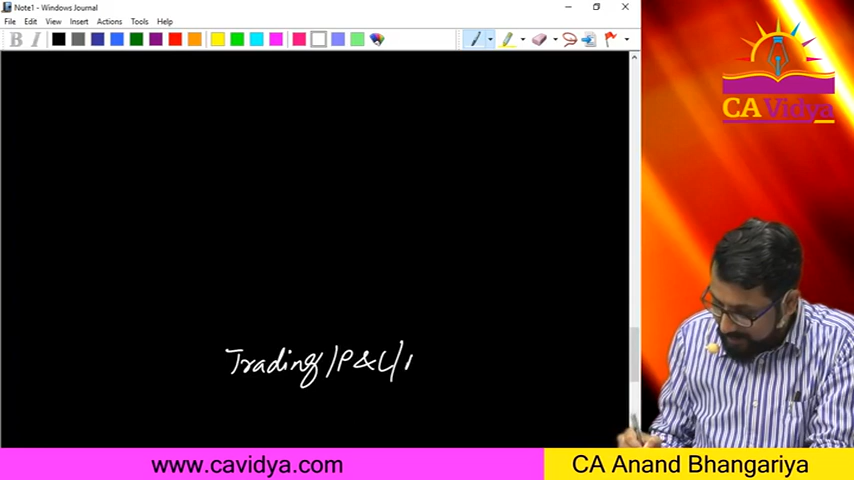 Note1 - Windows Journal
File Edit View Insert Actions Tools Help
B I
CA Vidya
Trading/P&L/
www.cavidya.com
CA Anand Bhangariya